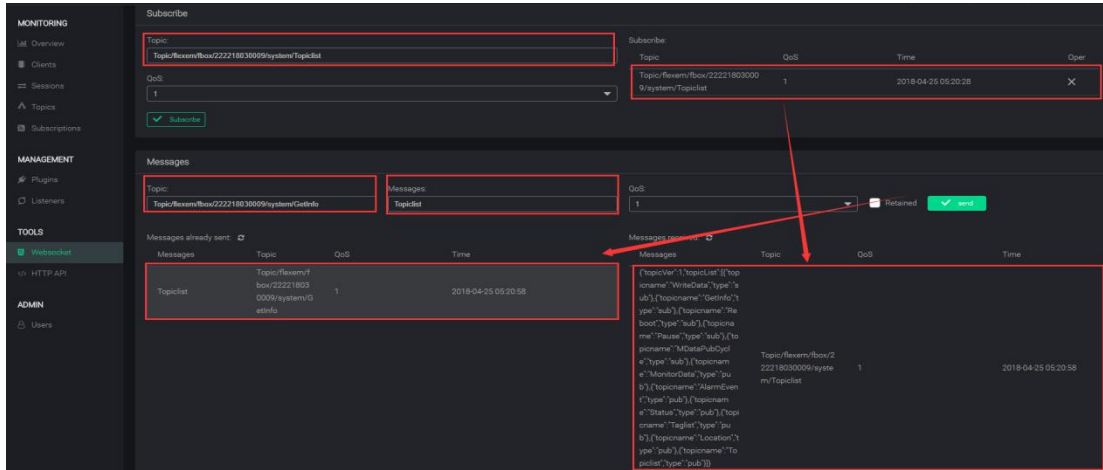 MONITORING
Overview
Clients
Sessions
Topics
Subscriptions
MANAGEMENT
Plugins
Listeners
TOOLS
Websocket
HTTP API
ADMIN
Users
Subscribe
Topic:
Topic/flexem/fbox/222218030009/system/Topiclist
QoS:
1
Subscribe
Subscribe:
Topic QoS Time Oper
Topic/flexem/fbox/22221803000
9/system/Topiclist
1 2018-04-25 05:20:28
Messages
Topic:
Topic/flexem/fbox/222218030009/system/GetInfo
Messages:
Topiclist
QoS:
1
Retained
send
Messages already sent:
Messages Topic QoS Time
Topiclist
Topic/flexem/f
box/22221803
0009/system/G
etInfo
1 2018-04-25 05:20:58
Messages received:
Messages Topic QoS Time
{"topicVer":1,"topicList":[{"top
icname":"WriteData","type":"s
ub"},{"topicname":"GetInfo","t
ype":"sub"},{"topicname":"Re
boot","type":"sub"},{"topicna
me":"Pause","type":"sub"},{"to
picname":"MDataPubCycl
e","type":"sub"},{"topicnam
e":"MonitorData","type":"pu
b"},{"topicname":"AlarmEven
t","type":"pub"},{"topicnam
e":"Status","type":"pub"},{"topi
cname":"Taglist","type":"pu
b"},{"topicname":"Location","t
ype":"pub"},{"topicname":"To
piclist","type":"pub"}]}
Topic/flexem/fbox/2
22218030009/syste
m/Topiclist
1 2018-04-25 05:20:58